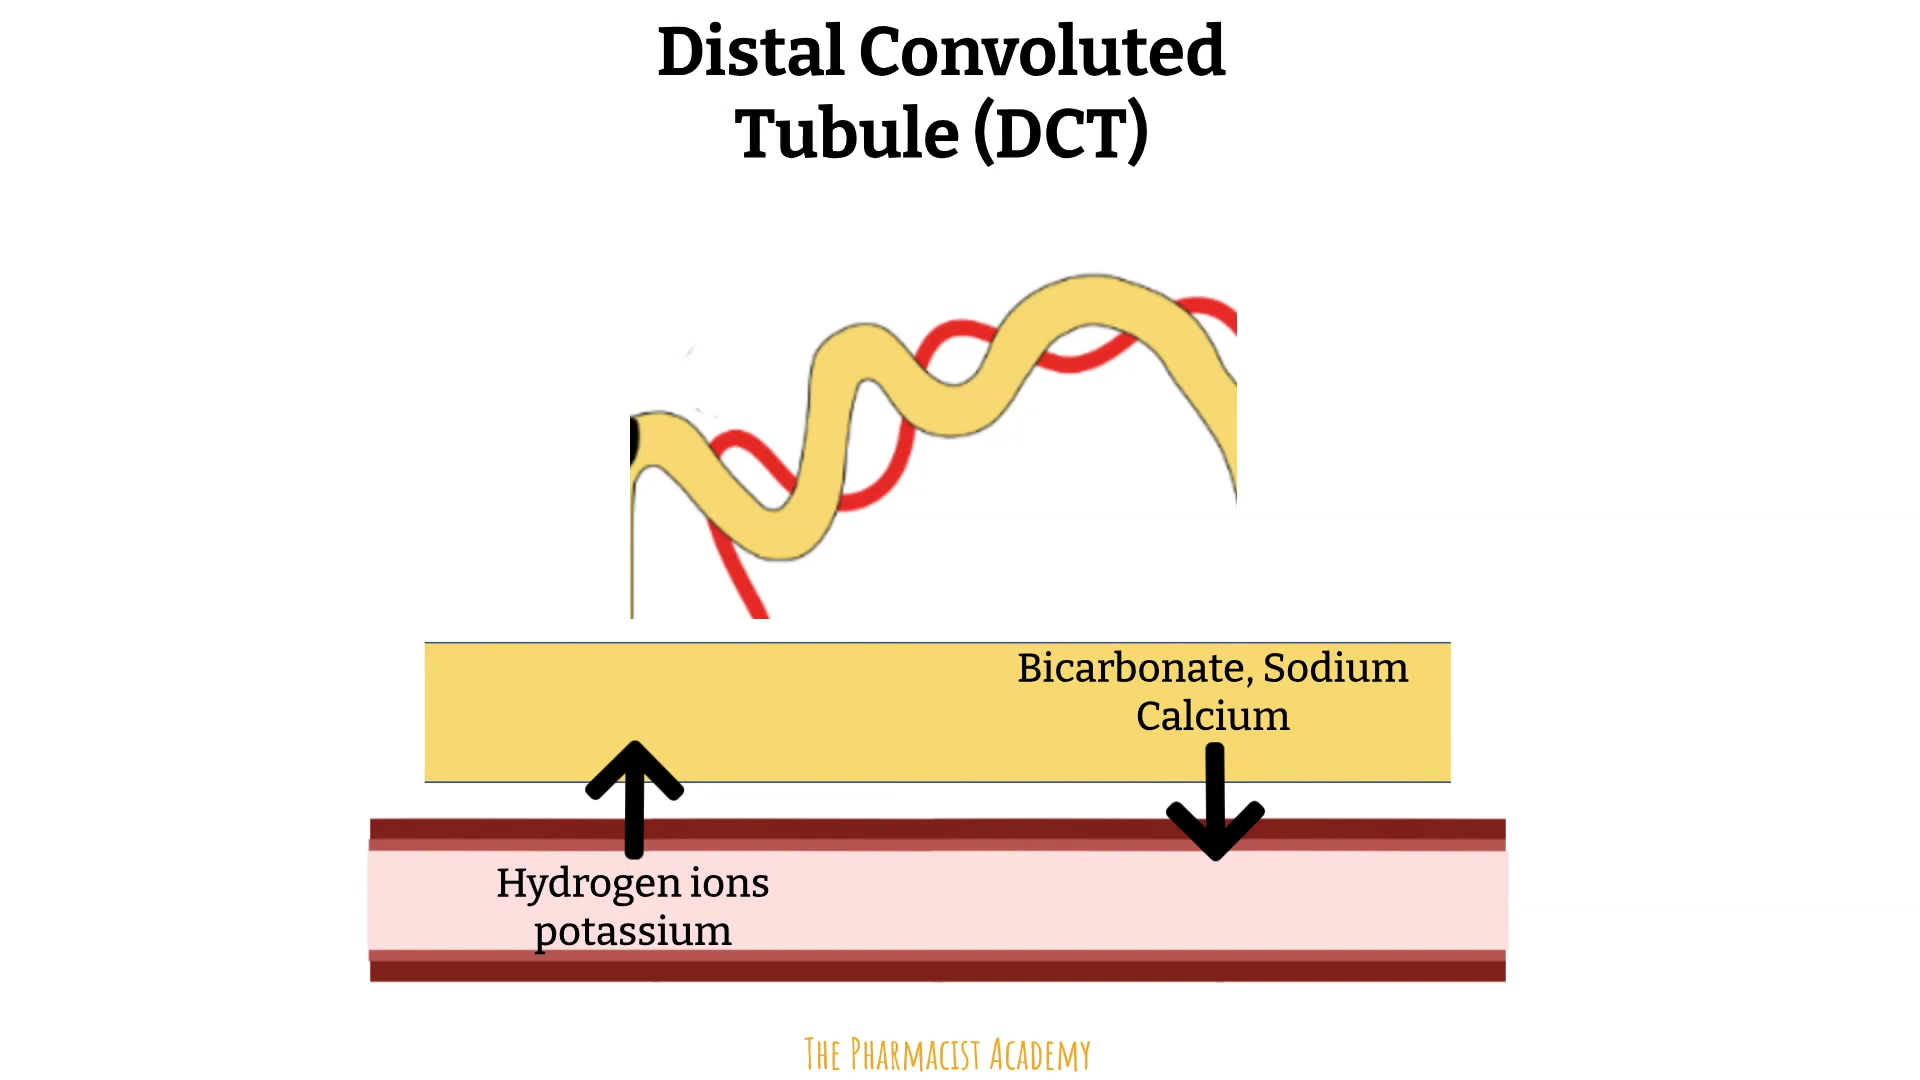 Distal Convoluted
Tubule (DCT)
Bicarbonate, Sodium
Calcium
Hydrogen ions
potassium
The Pharmacist Academy